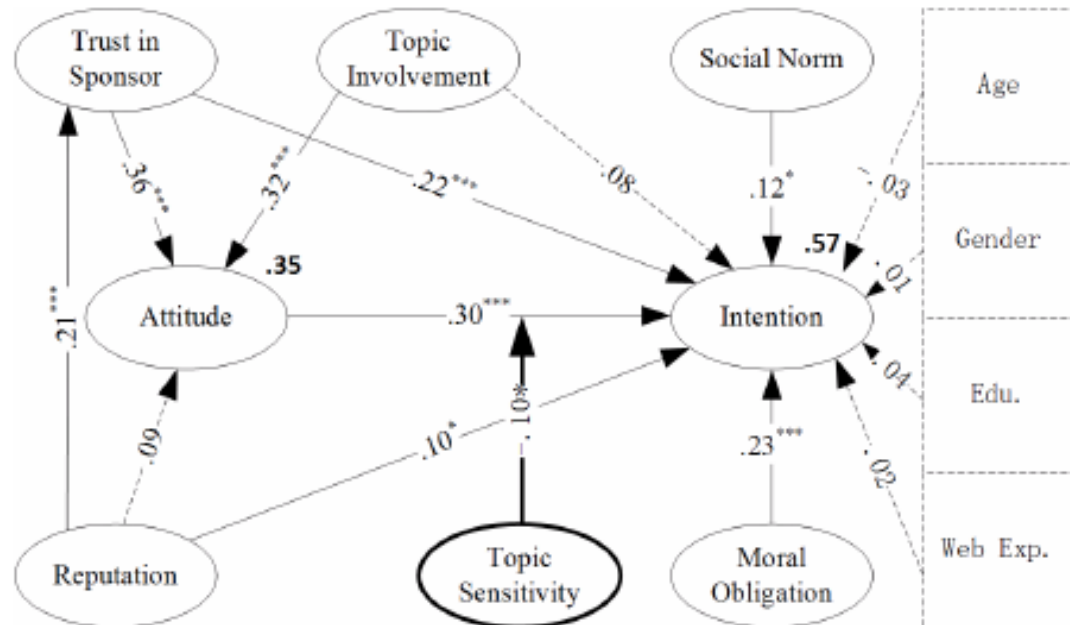 Trust in
Sponsor
Topic
Involvement
Social Norm
Age
.36***
.32***
.22***
.08
.12*
-.03
Gender
.57
.01
.35
.21***
Attitude
.30***
Intention
.04
Edu.
.10*
.09
.10*
.23***
.02
Reputation
Topic
Sensitivity
Moral
Obligation
Web Exp.